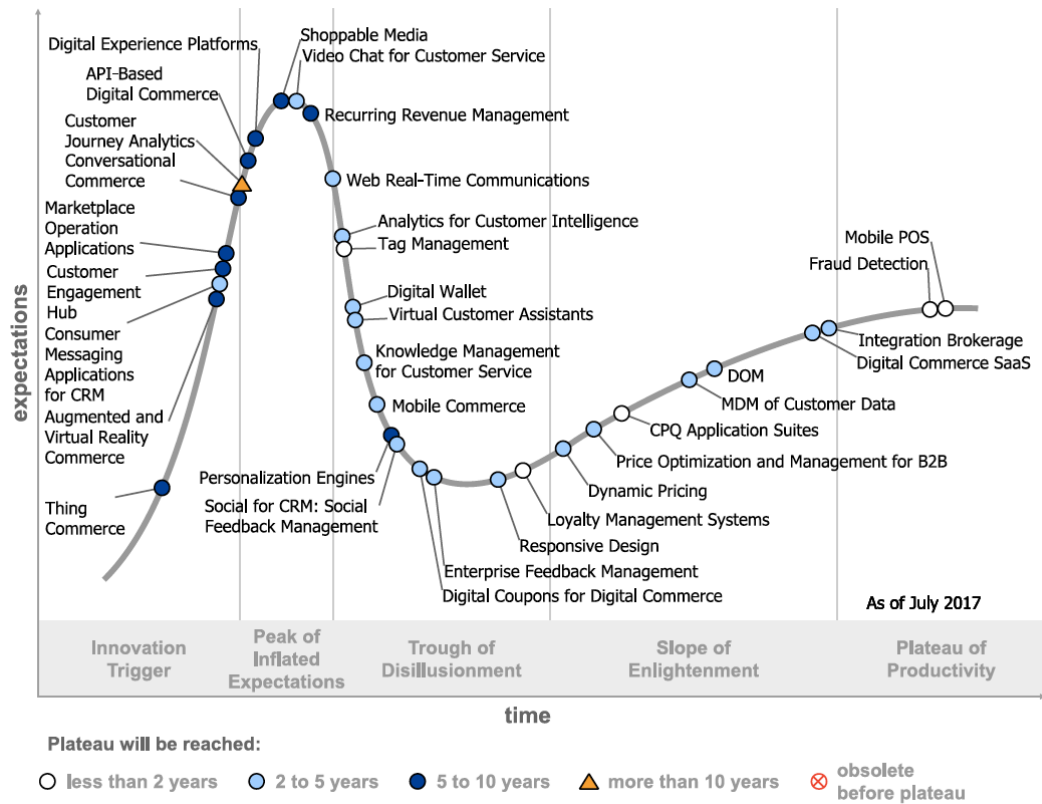 Digital Experience Platforms
API-Based
Digital Commerce
Customer
Journey Analytics
Conversational
Commerce
Marketplace
Operation
Applications
Customer
Engagement
Hub
Consumer
Messaging
Applications
for CRM
Augmented and
Virtual Reality
Commerce
Thing
Commerce
Shoppable Media
Video Chat for Customer Service
Recurring Revenue Management
Web Real-Time Communications
Analytics for Customer Intelligence
Tag Management
Digital Wallet
Virtual Customer Assistants
Knowledge Management
for Customer Service
Mobile Commerce
Personalization Engines
Social for CRM: Social
Feedback Management
Mobile POS
Fraud Detection
Integration Brokerage
Digital Commerce SaaS
DOM
MDM of Customer Data
CPQ Application Suites
Price Optimization and Management for B2B
Dynamic Pricing
Loyalty Management Systems
Responsive Design
Enterprise Feedback Management
Digital Coupons for Digital Commerce
As of July 2017
expectations
Innovation
Trigger
Peak of
Inflated
Expectations
Trough of
Disillusionment
Slope of
Enlightenment
Plateau of
Productivity
time
Plateau will be reached:
less than 2 years
2 to 5 years
5 to 10 years
more than 10 years
obsolete
before plateau